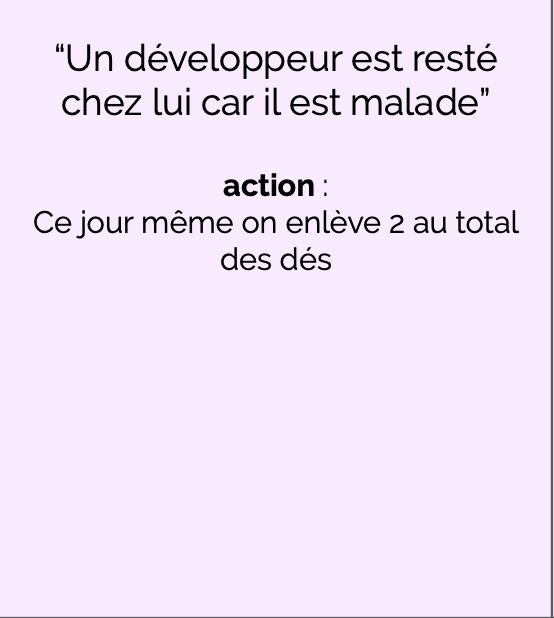 “Un développeur est resté
chez lui car il est malade”
action :
Ce jour même on enlève 2 au total
des dés